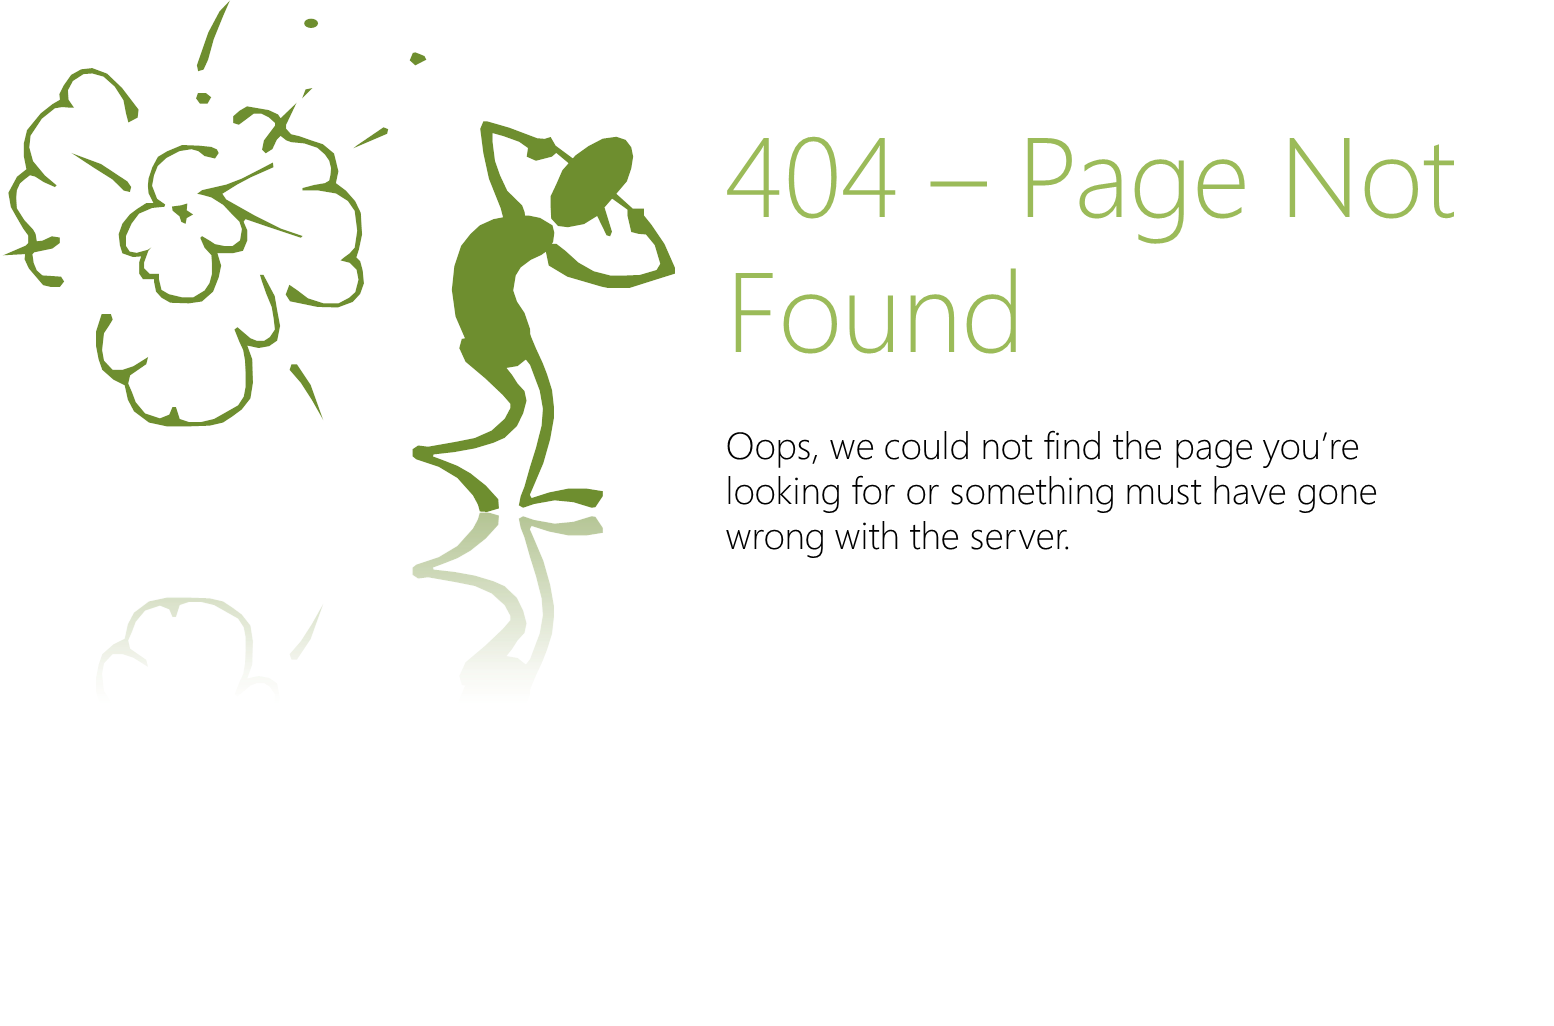 404 – Page Not
Found
Oops, we could not find the page you’re
looking for or something must have gone
wrong with the server.